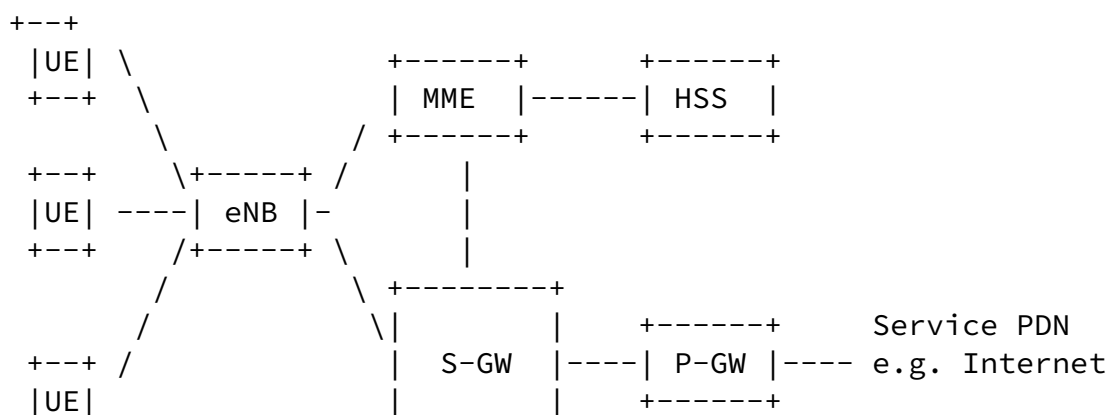 +--+
|UE| \ +------+ +------+
+--+ \ | MME |------| HSS |
\ / +------+ +------+
+--+ \+-----+ / |
|UE| ----| eNB |- |
+--+ /+-----+ \ |
/ \ +--------+
/ \| | +------+ Service PDN
+--+ / | S-GW |----| P-GW |---- e.g. Internet
|UE| | | +------+